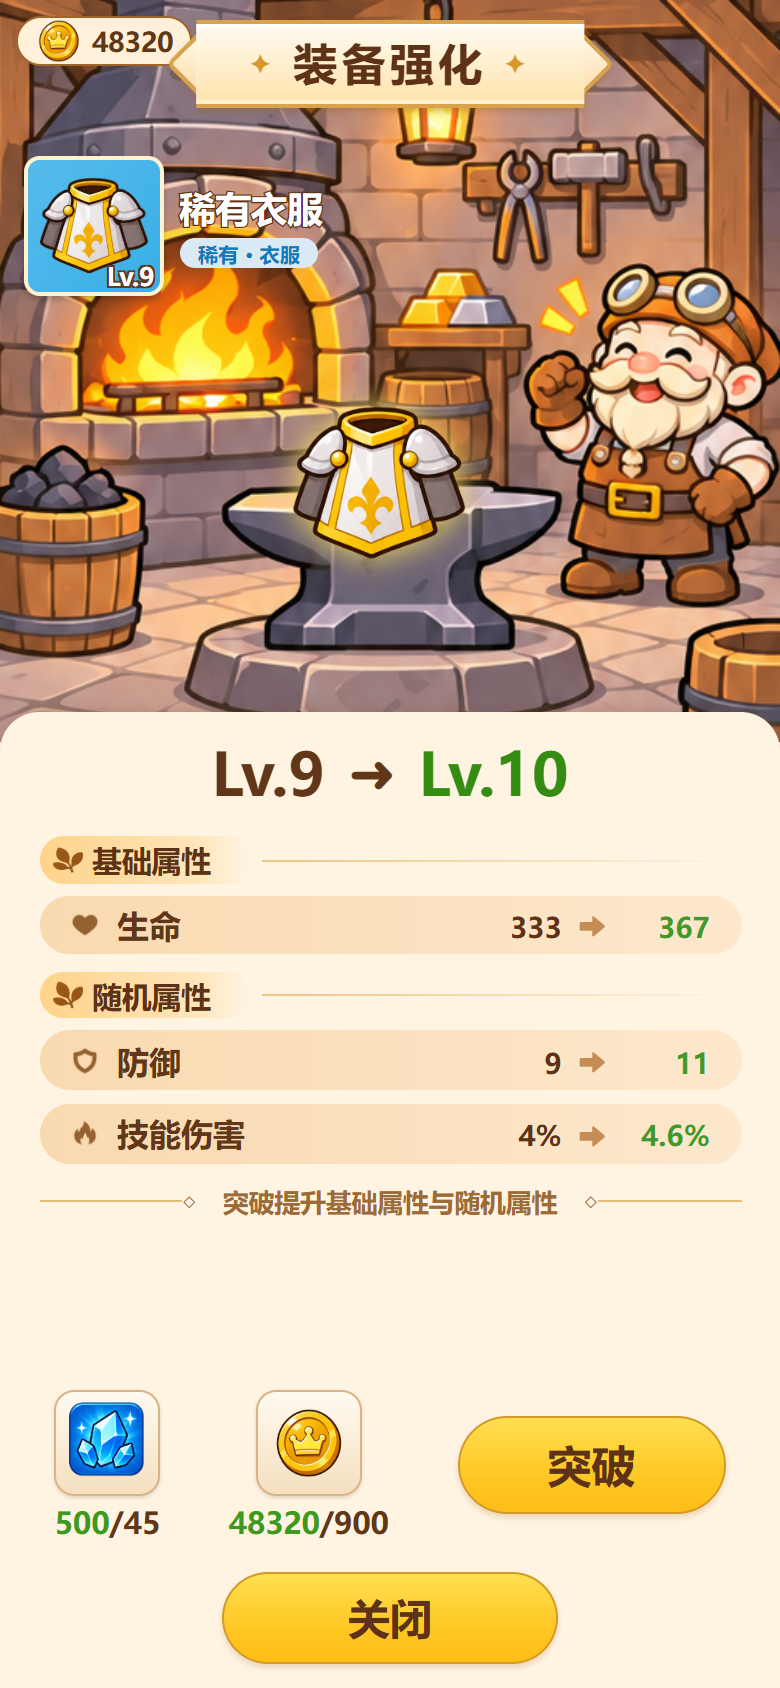 48320
装备强化
稀有衣服
稀有·衣服
Lv.9
Lv.9 → Lv.10
基础属性
生命 333 367
随机属性
防御 9 11
技能伤害 4% 4.6%
突破提升基础属性与随机属性
500/45 48320/900
突破
关闭